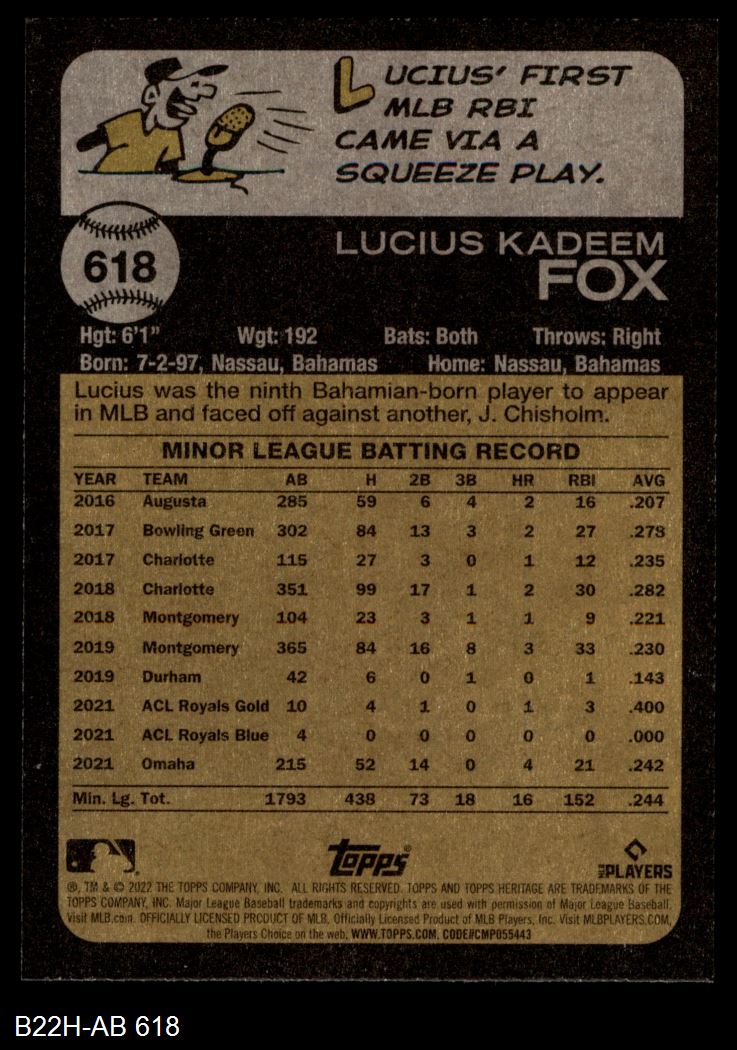 LUCIUS' FIRST
MLB RBI
CAME VIA A
SQUEEZE PLAY.
618
LUCIUS KADEEM
FOX
Hgt: 6'1" Wgt: 192 Bats: Both Throws: Right
Born: 7-2-97, Nassau, Bahamas Home: Nassau, Bahamas
Lucius was the ninth Bahamian-born player to appear
in MLB and faced off against another, J. Chisholm.
MINOR LEAGUE BATTING RECORD
YEAR TEAM AB H 2B 3B HR RBI AVG
2016 Augusta 285 59 6 4 2 16 .207
2017 Bowling Green 302 84 13 3 2 27 .278
2017 Charlotte 115 27 3 0 1 12 .235
2018 Charlotte 351 99 17 1 2 30 .282
2018 Montgomery 104 23 3 1 1 9 .221
2019 Montgomery 365 84 16 8 3 33 .230
2019 Durham 42 6 0 1 0 1 .143
2021 ACL Royals Gold 10 4 1 0 1 3 .400
2021 ACL Royals Blue 4 0 0 0 0 0 .000
2021 Omaha 215 52 14 0 4 21 .242
Min. Lg. Tot. 1793 438 73 18 16 152 .244
Topps® PLAYERS
®, TM & © 2022 THE TOPPS COMPANY, INC. ALL RIGHTS RESERVED. TOPPS AND TOPPS HERITAGE ARE TRADEMARKS OF THE
TOPPS COMPANY, INC. Major League Baseball trademarks and copyrights are used with permission of Major League Baseball.
Visit MLB.com. OFFICIALLY LICENSED PRODUCT OF MLB. Officially Licensed Product of MLB Players, Inc. Visit MLBPLAYERS.COM,
the Players Choice on the web. WWW.TOPPS.COM. CODE#CMP055443
B22H-AB 618